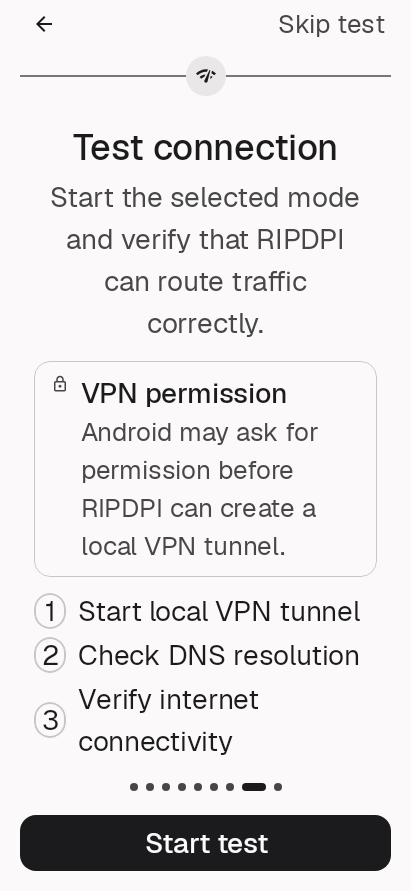 Skip test
Test connection
Start the selected mode
and verify that RIPDPI
can route traffic
correctly.
VPN permission
Android may ask for
permission before
RIPDPI can create a
local VPN tunnel.
1 Start local VPN tunnel
2 Check DNS resolution
3 Verify internet
connectivity
Start test